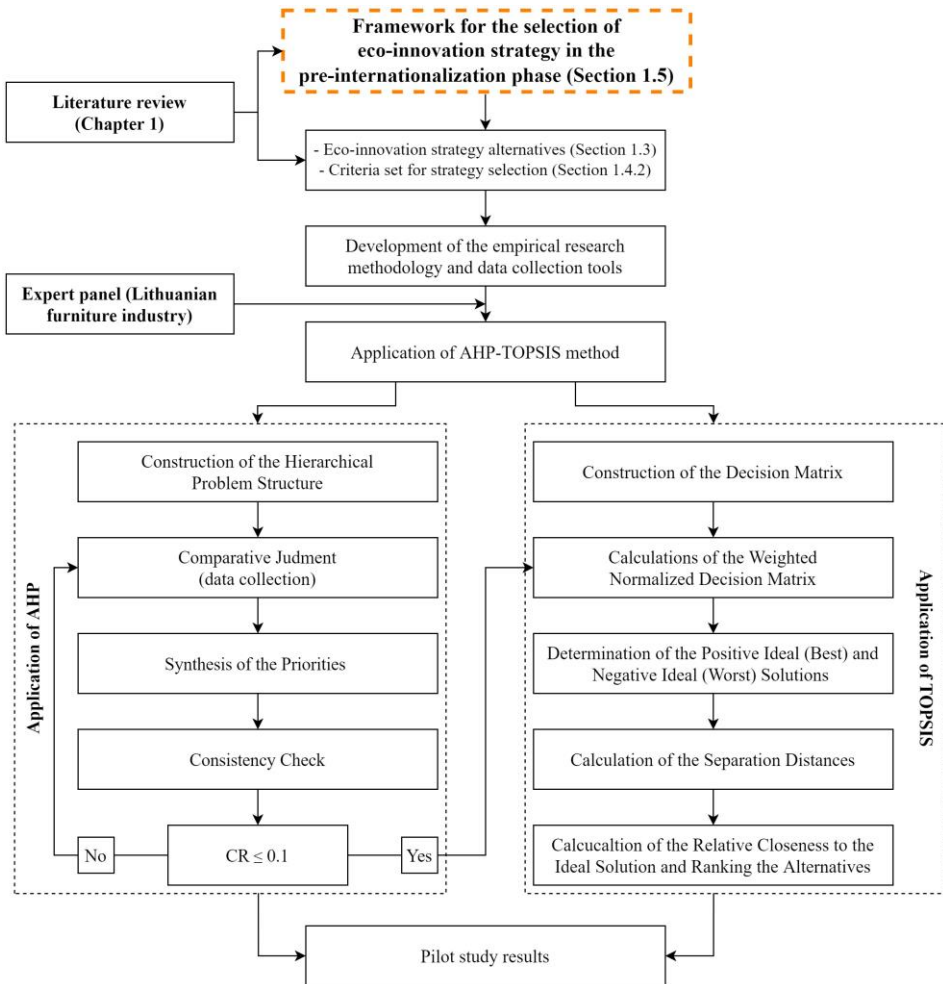 Framework for the selection of
eco-innovation strategy in the
pre-internationalization phase (Section 1.5)
Literature review
(Chapter 1)
- Eco-innovation strategy alternatives (Section 1.3)
- Criteria set for strategy selection (Section 1.4.2)
Development of the empirical research
methodology and data collection tools
Expert panel (Lithuanian
furniture industry)
Application of AHP-TOPSIS method
Application of AHP
Construction of the Hierarchical
Problem Structure
Comparative Judment
(data collection)
Synthesis of the Priorities
Consistency Check
No
CR ≤ 0.1
Yes
Construction of the Decision Matrix
Calculations of the Weighted
Normalized Decision Matrix
Determination of the Positive Ideal (Best) and
Negative Ideal (Worst) Solutions
Calculation of the Separation Distances
Calcucaltion of the Relative Closeness to the
Ideal Solution and Ranking the Alternatives
Application of TOPSIS
Pilot study results